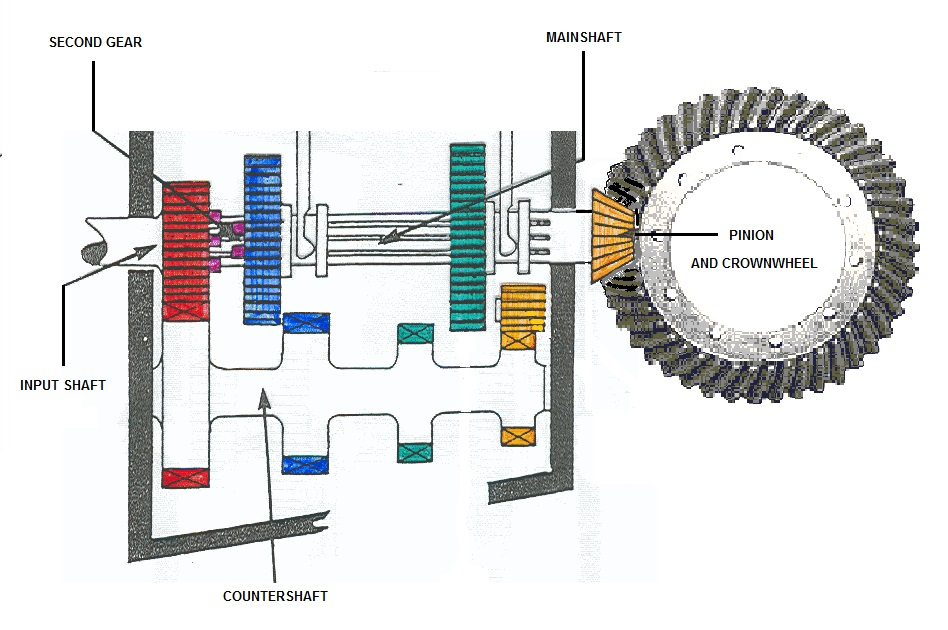 SECOND GEAR
MAINSHAFT
PINION
AND CROWNWHEEL
INPUT SHAFT
COUNTERSHAFT